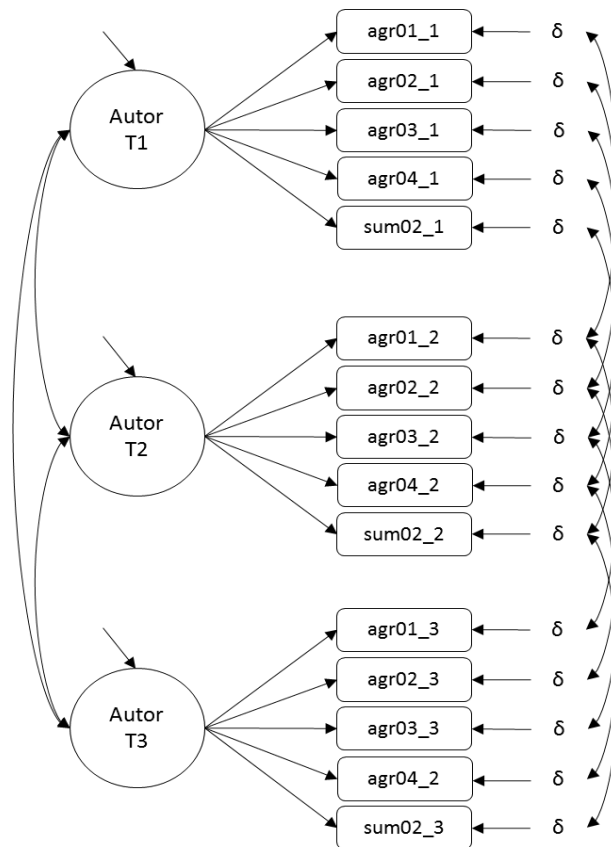 agr01_1 δ
agr02_1 δ
Autor
T1
agr03_1 δ
agr04_1 δ
sum02_1 δ
agr01_2 δ
agr02_2 δ
Autor
T2
agr03_2 δ
agr04_2 δ
sum02_2 δ
agr01_3 δ
agr02_3 δ
Autor
T3
agr03_3 δ
agr04_2 δ
sum02_3 δ